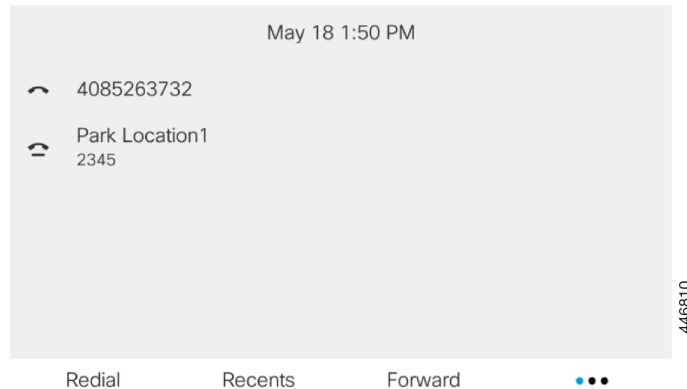 May 18 1:50 PM
4085263732
Park Location1
2345
Redial Recents Forward
446810